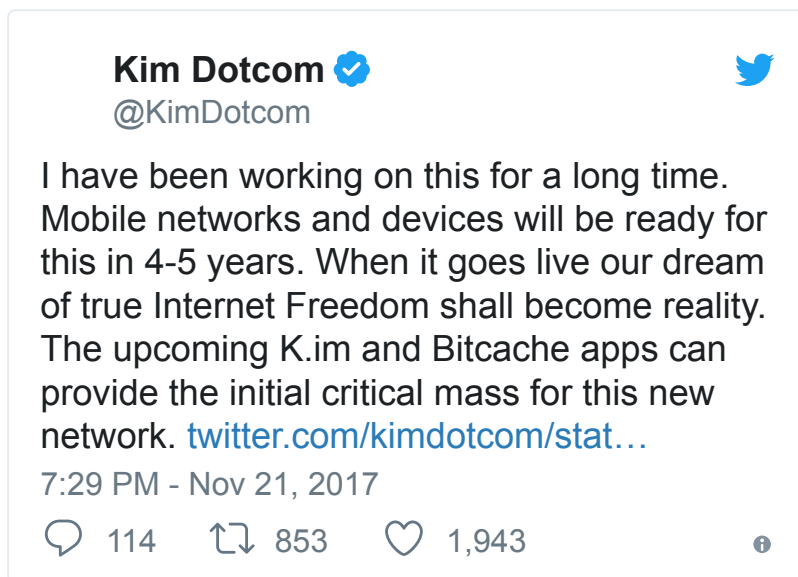 Kim Dotcom
@KimDotcom
I have been working on this for a long time.
Mobile networks and devices will be ready for
this in 4-5 years. When it goes live our dream
of true Internet Freedom shall become reality.
The upcoming K.im and Bitcache apps can
provide the initial critical mass for this new
network. twitter.com/kimdotcom/stat…
7:29 PM - Nov 21, 2017
114 853 1,943